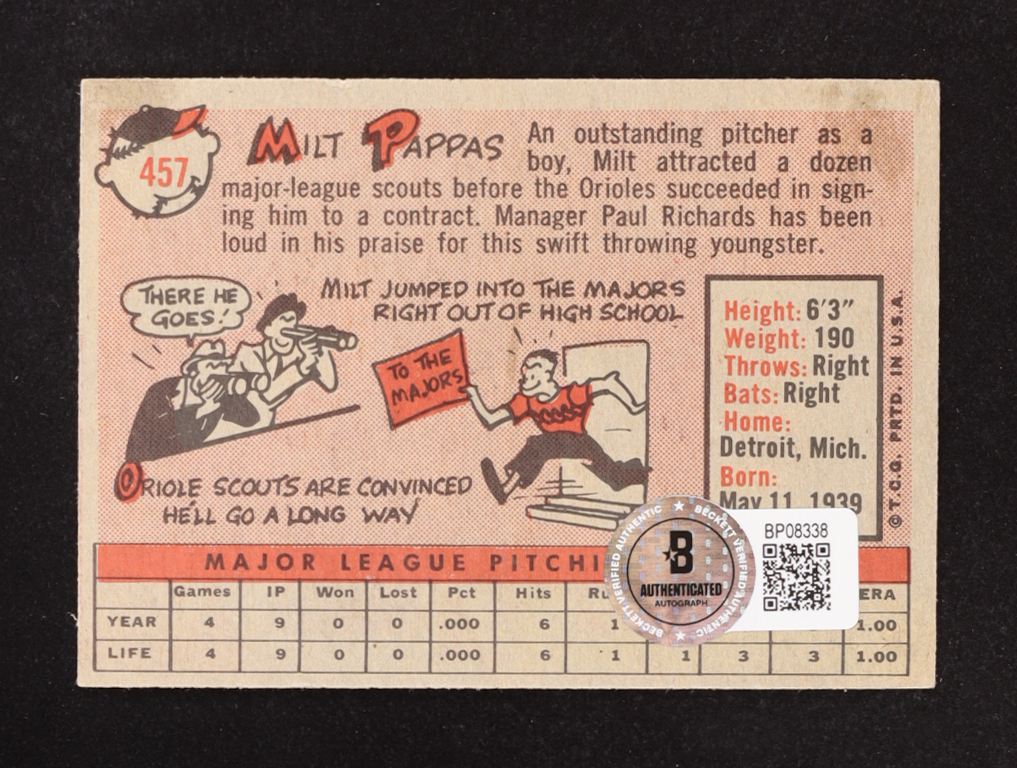 457
MILT PAPPAS
An outstanding pitcher as a
boy, Milt attracted a dozen
major-league scouts before the Orioles succeeded in sign-
ing him to a contract. Manager Paul Richards has been
loud in his praise for this swift throwing youngster.
THERE HE
GOES!
MILT JUMPED INTO THE MAJORS
RIGHT OUT OF HIGH SCHOOL
TO THE
MAJORS
ORIOLE SCOUTS ARE CONVINCED
HE'LL GO A LONG WAY
Height: 6'3"
Weight: 190
Throws: Right
Bats: Right
Home:
Detroit, Mich.
Born:
May 11, 1939
© T.C.G. PRTD. IN U.S.A.
BECKETT VERIFIED AUTHENTIC ★ BECKETT VERIFIED AUTHENTIC ★
B
AUTHENTICATED
AUTOGRAPH
BP08338
MAJOR LEAGUE PITCHI
Games IP Won Lost Pct Hits Ru ERA
YEAR 4 9 0 0 .000 6 1 1.00
LIFE 4 9 0 0 .000 6 1 1 3 3 1.00